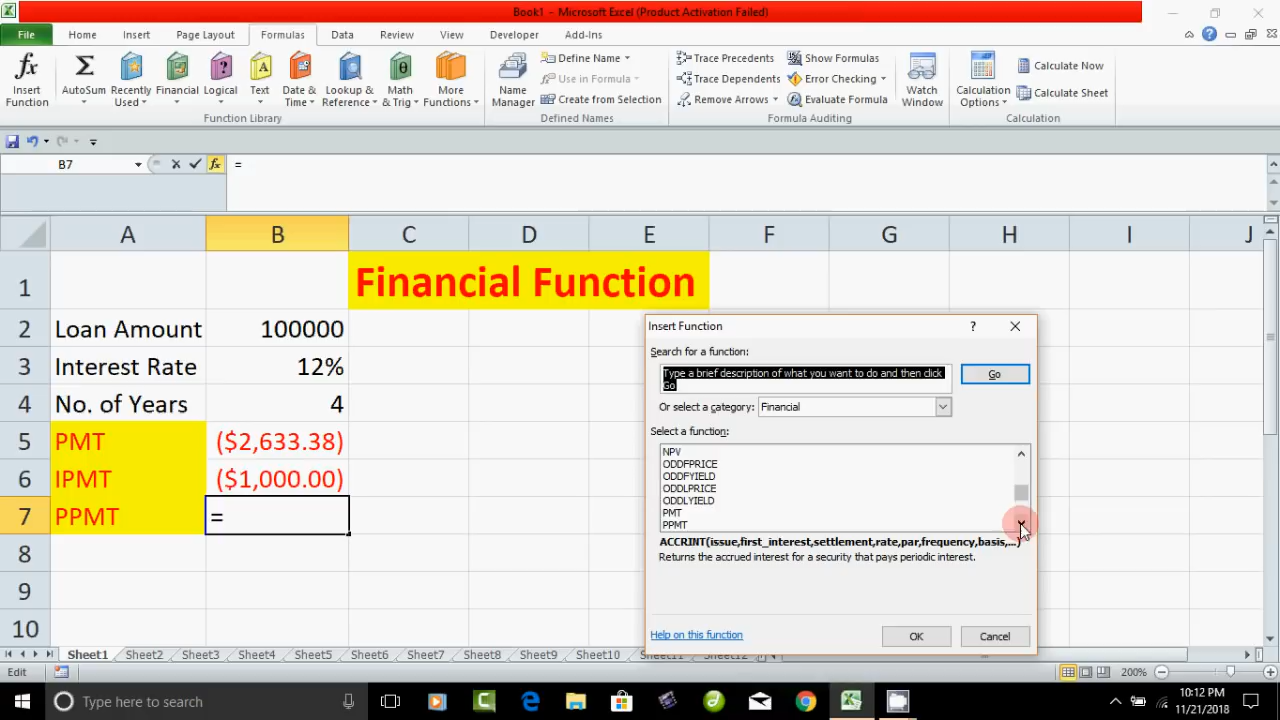 Book1 - Microsoft Excel (Product Activation Failed)
File Home Insert Page Layout Formulas Data Review View Developer Add-Ins
Insert Function
AutoSum
Recently Used
Financial
Logical
Text
Date & Time
Lookup & Reference
Math & Trig
More Functions
Function Library
Name Manager
Define Name
Use in Formula
Create from Selection
Defined Names
Trace Precedents
Trace Dependents
Remove Arrows
Show Formulas
Error Checking
Evaluate Formula
Formula Auditing
Watch Window
Calculation Options
Calculate Now
Calculate Sheet
Calculation
B7 fx =
A B C D E F G H I J
1 Financial Function
2 Loan Amount 100000
3 Interest Rate 12%
4 No. of Years 4
5 PMT ($2,633.38)
6 IPMT ($1,000.00)
7 PPMT =
8
9
10
Insert Function ?
Search for a function:
Type a brief description of what you want to do and then click
Go
Go
Or select a category: Financial
Select a function:
NPV
ODDFPRICE
ODDFYIELD
ODDLPRICE
ODDLYIELD
PMT
PPMT
ACCRINT(issue,first_interest,settlement,rate,par,frequency,basis,...)
Returns the accrued interest for a security that pays periodic interest.
Help on this function
OK Cancel
Sheet1 Sheet2 Sheet3 Sheet4 Sheet5 Sheet6 Sheet7 Sheet8 Sheet9 Sheet10 Sheet11 Sheet12
Edit 200%
Type here to search
10:12 PM
11/21/2018